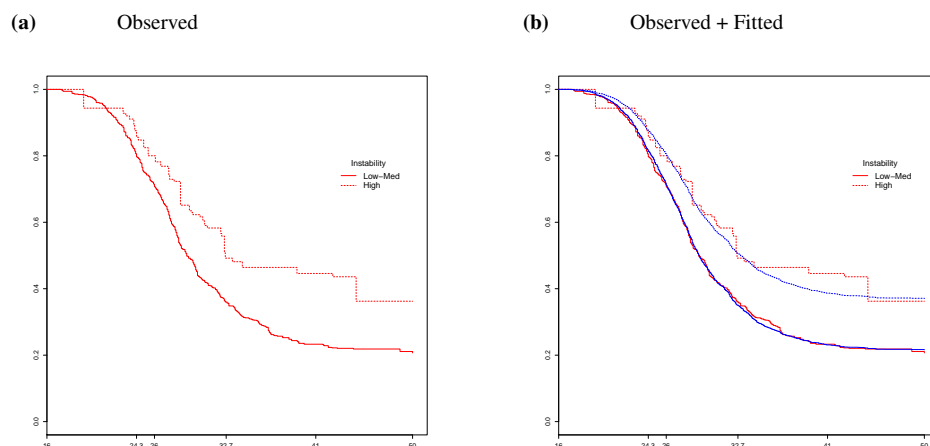 (a) Observed
(b) Observed + Fitted
1.0
0.8
0.6
0.4
0.2
0.0
Instability
Low−Med
High
16 24.3 26 32.7 41 50
1.0
0.8
0.6
0.4
0.2
0.0
Instability
Low−Med
High
16 24.3 26 32.7 41 50